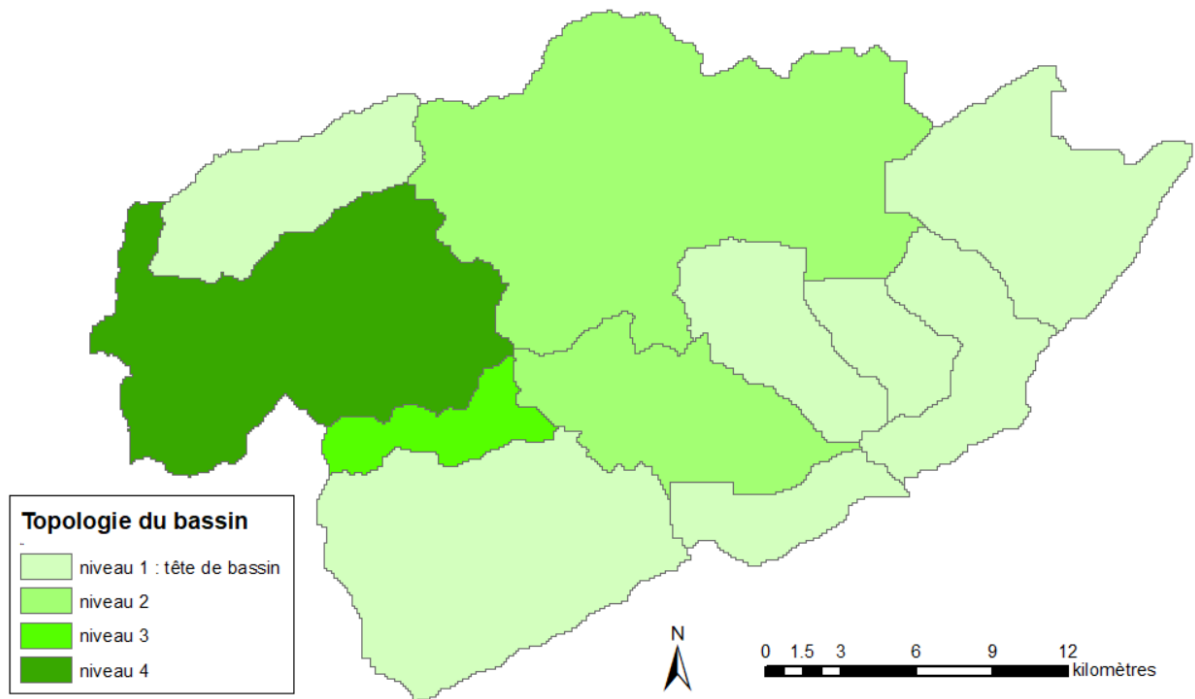 Topologie du bassin
niveau 1 : tête de bassin
niveau 2
niveau 3
niveau 4
N
0 1.5 3 6 9 12
kilomètres